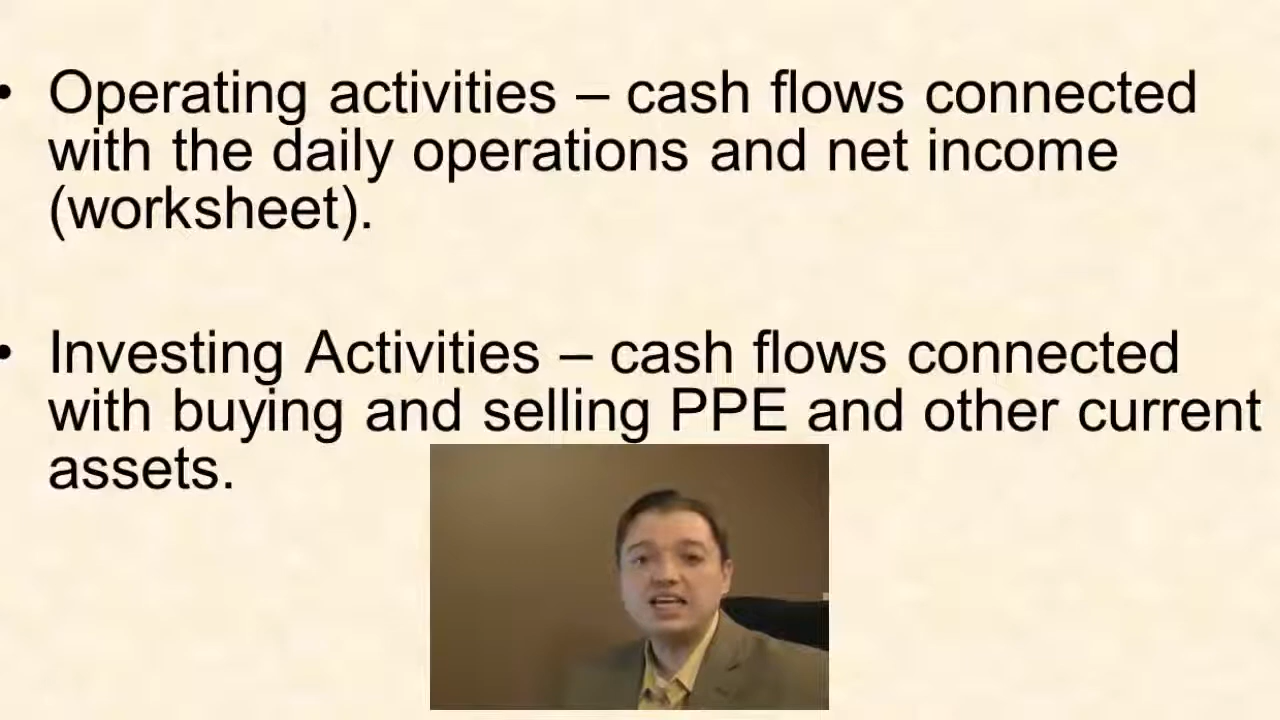 • Operating activities – cash flows connected
with the daily operations and net income
(worksheet).
• Investing Activities – cash flows connected
with buying and selling PPE and other current
assets.